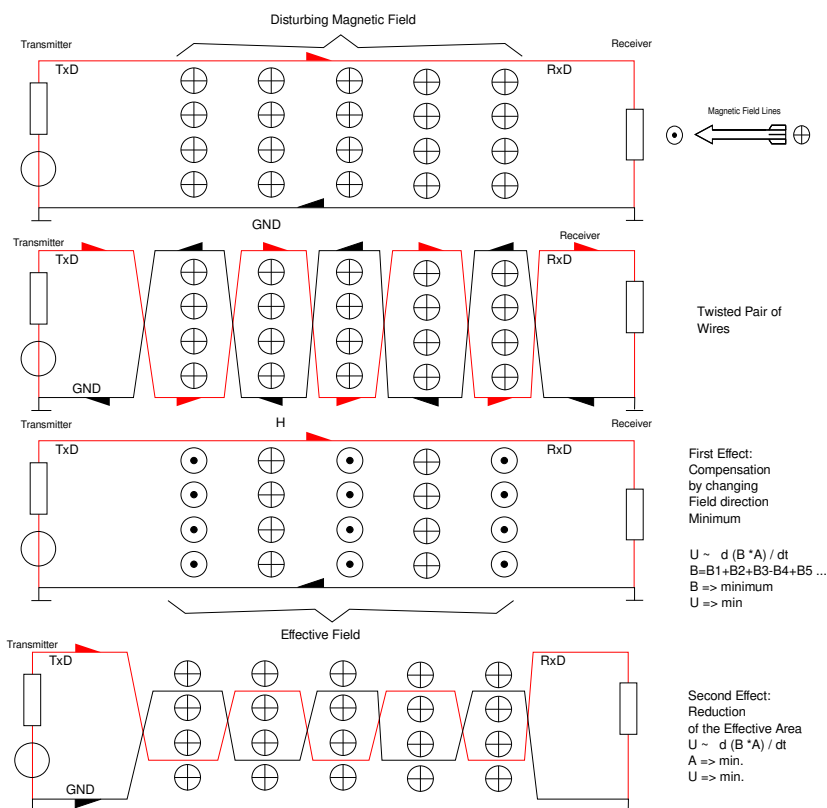 Disturbing Magnetic Field
Transmitter
Receiver
TxD
RxD
Magnetic Field Lines
GND
Transmitter
Receiver
TxD
RxD
Twisted Pair of
Wires
GND
H
Transmitter
Receiver
TxD
RxD
First Effect:
Compensation
by changing
Field direction
Minimum
U ~ d (B *A) / dt
B=B1+B2+B3-B4+B5 ...
B => minimum
U => min
Effective Field
Transmitter
TxD
RxD
Second Effect:
Reduction
of the Effective Area
U ~ d (B *A) / dt
A => min.
U => min.
GND